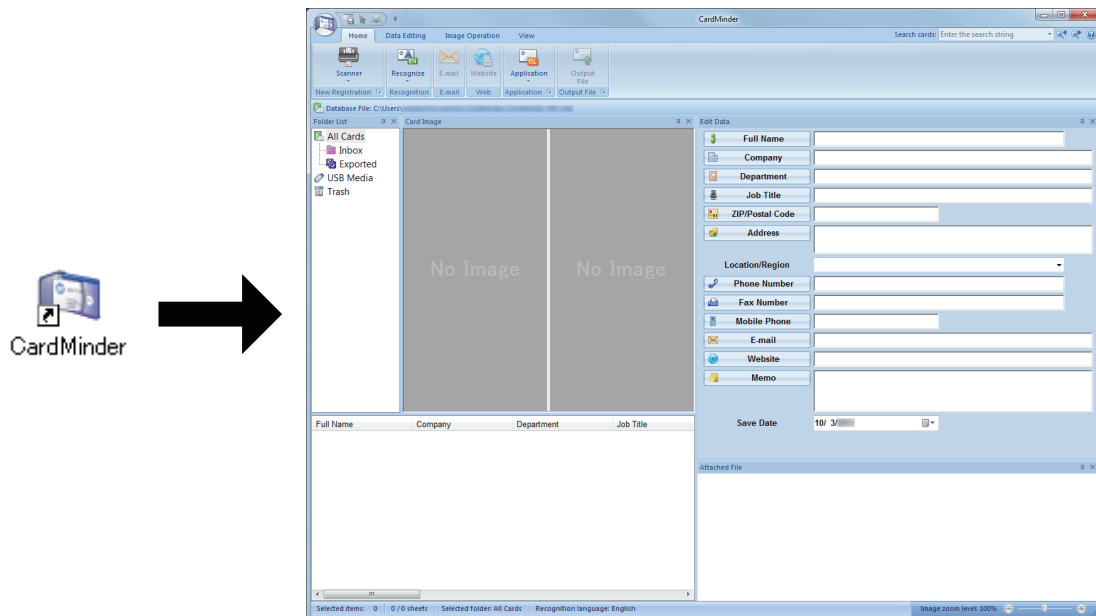 CardMinder
CardMinder
Home Data Editing Image Operation View
Search cards: Enter the search string
Scanner
Recognize
E-mail
Website
Application
Output
File
New Registration Recognition E-mail Web Application Output File
Database File: C:\Users\
Folder List
Card Image
Edit Data
All Cards
Inbox
Exported
USB Media
Trash
No Image No Image
Full Name
Company
Department
Job Title
ZIP/Postal Code
Address
Location/Region
Phone Number
Fax Number
Mobile Phone
E-mail
Website
Memo
Save Date 10/ 3/
Full Name Company Department Job Title
Attached File
Selected items: 0 0 / 0 sheets Selected folder: All Cards Recognition language: English
Image zoom level: 100%